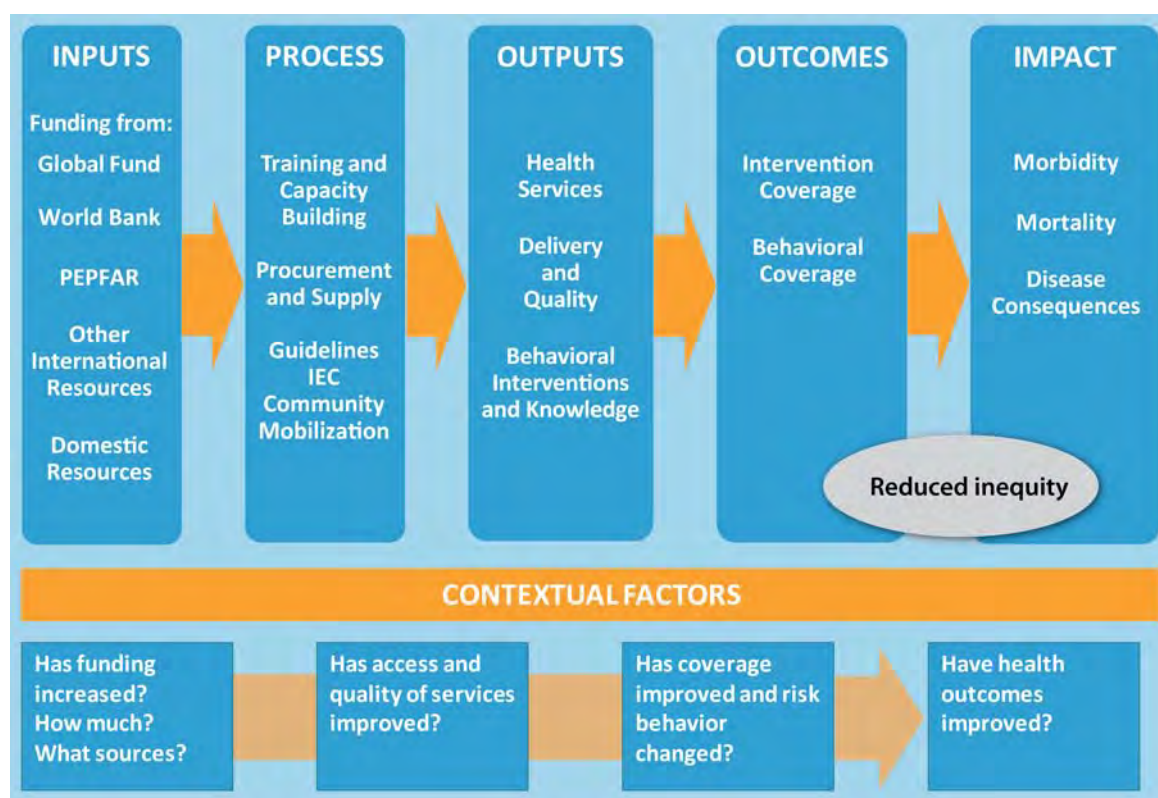 INPUTS
Funding from:
Global Fund
World Bank
PEPFAR
Other
International
Resources
Domestic
Resources
PROCESS
Training and
Capacity
Building
Procurement
and Supply
Guidelines
IEC
Community
Mobilization
OUTPUTS
Health
Services
Delivery
and
Quality
Behavioral
Interventions
and Knowledge
OUTCOMES
Intervention
Coverage
Behavioral
Coverage
IMPACT
Morbidity
Mortality
Disease
Consequences
Reduced inequity
CONTEXTUAL FACTORS
Has funding
increased?
How much?
What sources?
Has access and
quality of services
improved?
Has coverage
improved and risk
behavior
changed?
Have health
outcomes
improved?